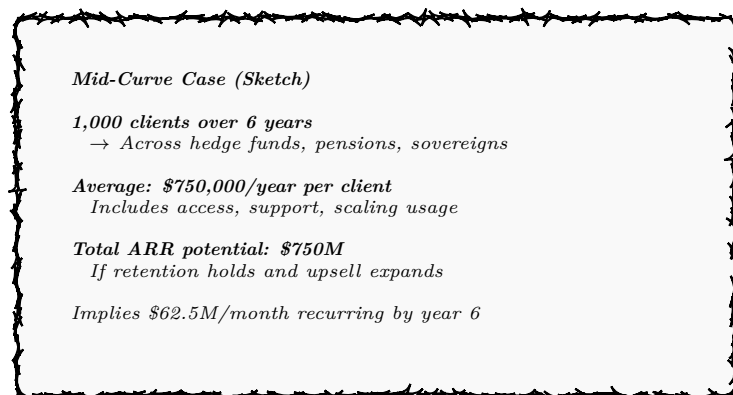 Mid-Curve Case (Sketch)
1,000 clients over 6 years
→ Across hedge funds, pensions, sovereigns
Average: $750,000/year per client
Includes access, support, scaling usage
Total ARR potential: $750M
If retention holds and upsell expands
Implies $62.5M/month recurring by year 6